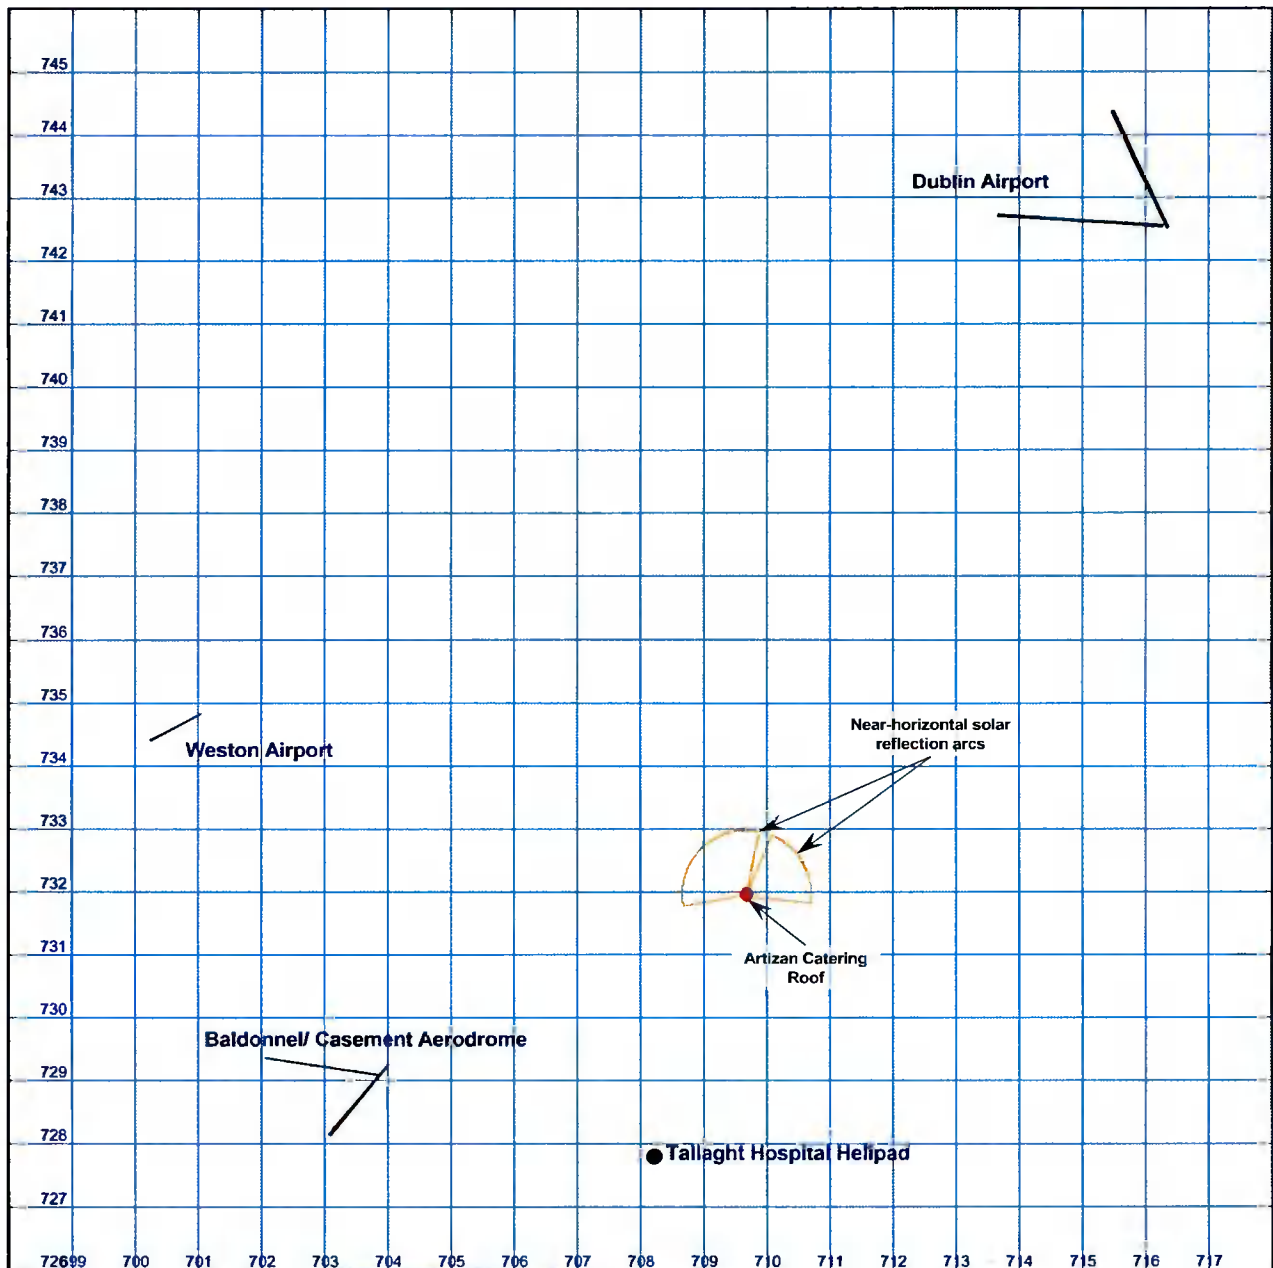 745
744
Dublin Airport
743
742
741
740
739
738
737
736
735
Near-horizontal solar
reflection arcs
Weston Airport
734
733
732
731
Artizan Catering
Roof
730
Baldonnel/ Casement Aerodrome
729
728
Tallaght Hospital Helipad
727
726 699 700 701 702 703 704 705 706 707 708 709 710 711 712 713 714 715 716 717